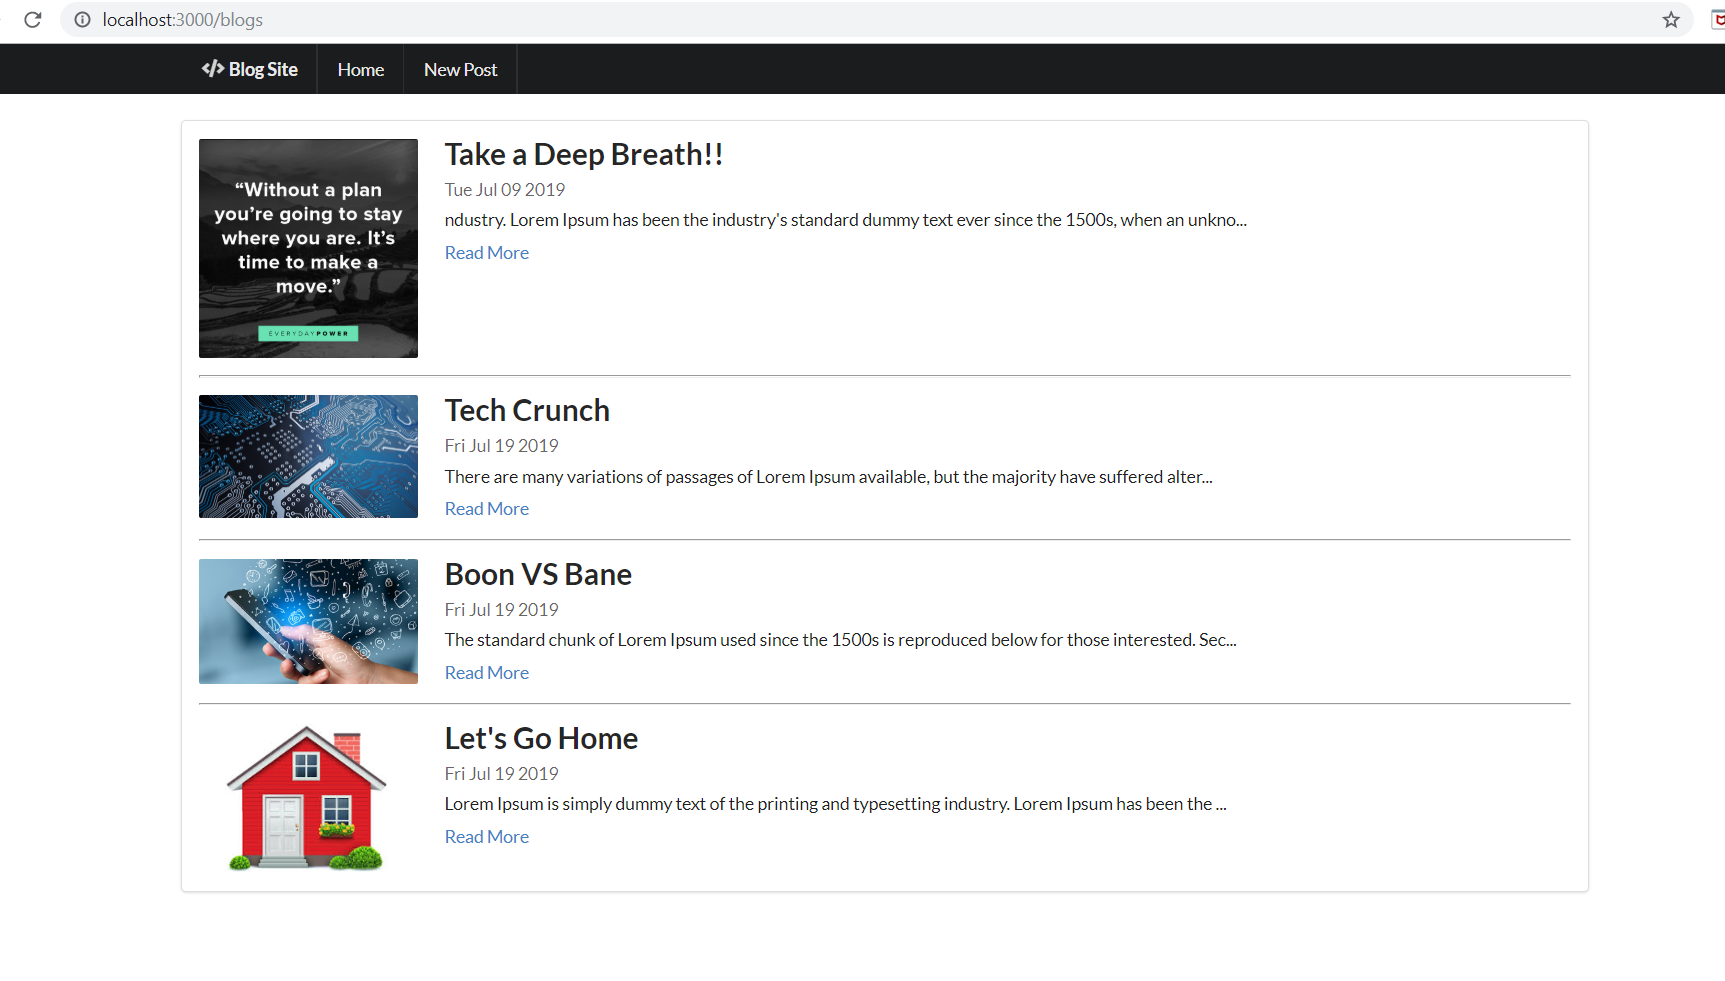 localhost:3000/blogs
</> Blog Site Home New Post
“Without a plan
you’re going to stay
where you are. It’s
time to make a
move.”
EVERYDAYPOWER
Take a Deep Breath!!
Tue Jul 09 2019
ndustry. Lorem Ipsum has been the industry's standard dummy text ever since the 1500s, when an unkno...
Read More
Tech Crunch
Fri Jul 19 2019
There are many variations of passages of Lorem Ipsum available, but the majority have suffered alter...
Read More
Boon VS Bane
Fri Jul 19 2019
The standard chunk of Lorem Ipsum used since the 1500s is reproduced below for those interested. Sec...
Read More
Let's Go Home
Fri Jul 19 2019
Lorem Ipsum is simply dummy text of the printing and typesetting industry. Lorem Ipsum has been the ...
Read More